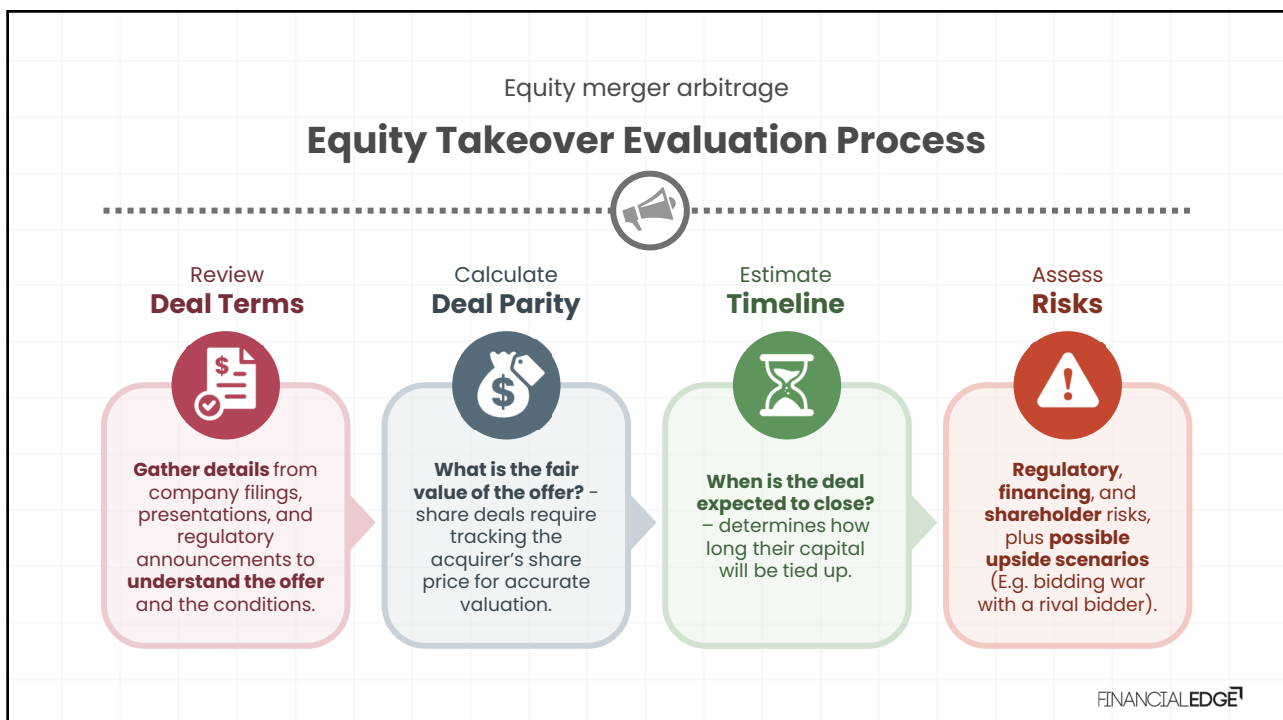 Equity merger arbitrage
Equity Takeover Evaluation Process
Review
Deal Terms
$
Gather details from
company filings,
presentations, and
regulatory
announcements to
understand the offer
and the conditions.
Calculate
Deal Parity
$
What is the fair
value of the offer? -
share deals require
tracking the
acquirer's share
price for accurate
valuation.
Estimate
Timeline
When is the deal
expected to close?
– determines how
long their capital
will be tied up.
Assess
Risks
!
Regulatory,
financing, and
shareholder risks,
plus possible
upside scenarios
(E.g. bidding war
with a rival bidder).
FINANCIALEDGE